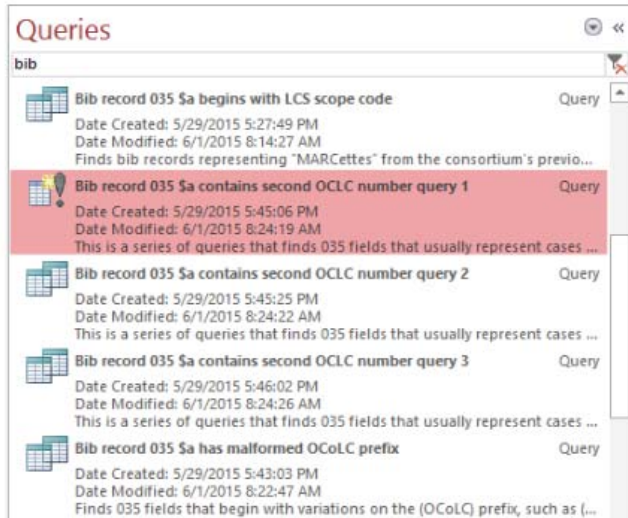 Queries
bib
Bib record 035 $a begins with LCS scope code Query
Date Created: 5/29/2015 5:27:49 PM
Date Modified: 6/1/2015 8:14:27 AM
Finds bib records representing "MARCettes" from the consortium's previo...
Bib record 035 $a contains second OCLC number query 1 Query
Date Created: 5/29/2015 5:45:06 PM
Date Modified: 6/1/2015 8:24:19 AM
This is a series of queries that finds 035 fields that usually represent cases ...
Bib record 035 $a contains second OCLC number query 2 Query
Date Created: 5/29/2015 5:45:25 PM
Date Modified: 6/1/2015 8:24:22 AM
This is a series of queries that finds 035 fields that usually represent cases ...
Bib record 035 $a contains second OCLC number query 3 Query
Date Created: 5/29/2015 5:46:02 PM
Date Modified: 6/1/2015 8:24:26 AM
This is a series of queries that finds 035 fields that usually represent cases ...
Bib record 035 $a has malformed OCoLC prefix Query
Date Created: 5/29/2015 5:43:03 PM
Date Modified: 6/1/2015 8:22:47 AM
Finds 035 fields that begin with variations on the (OCoLC) prefix, such as (...